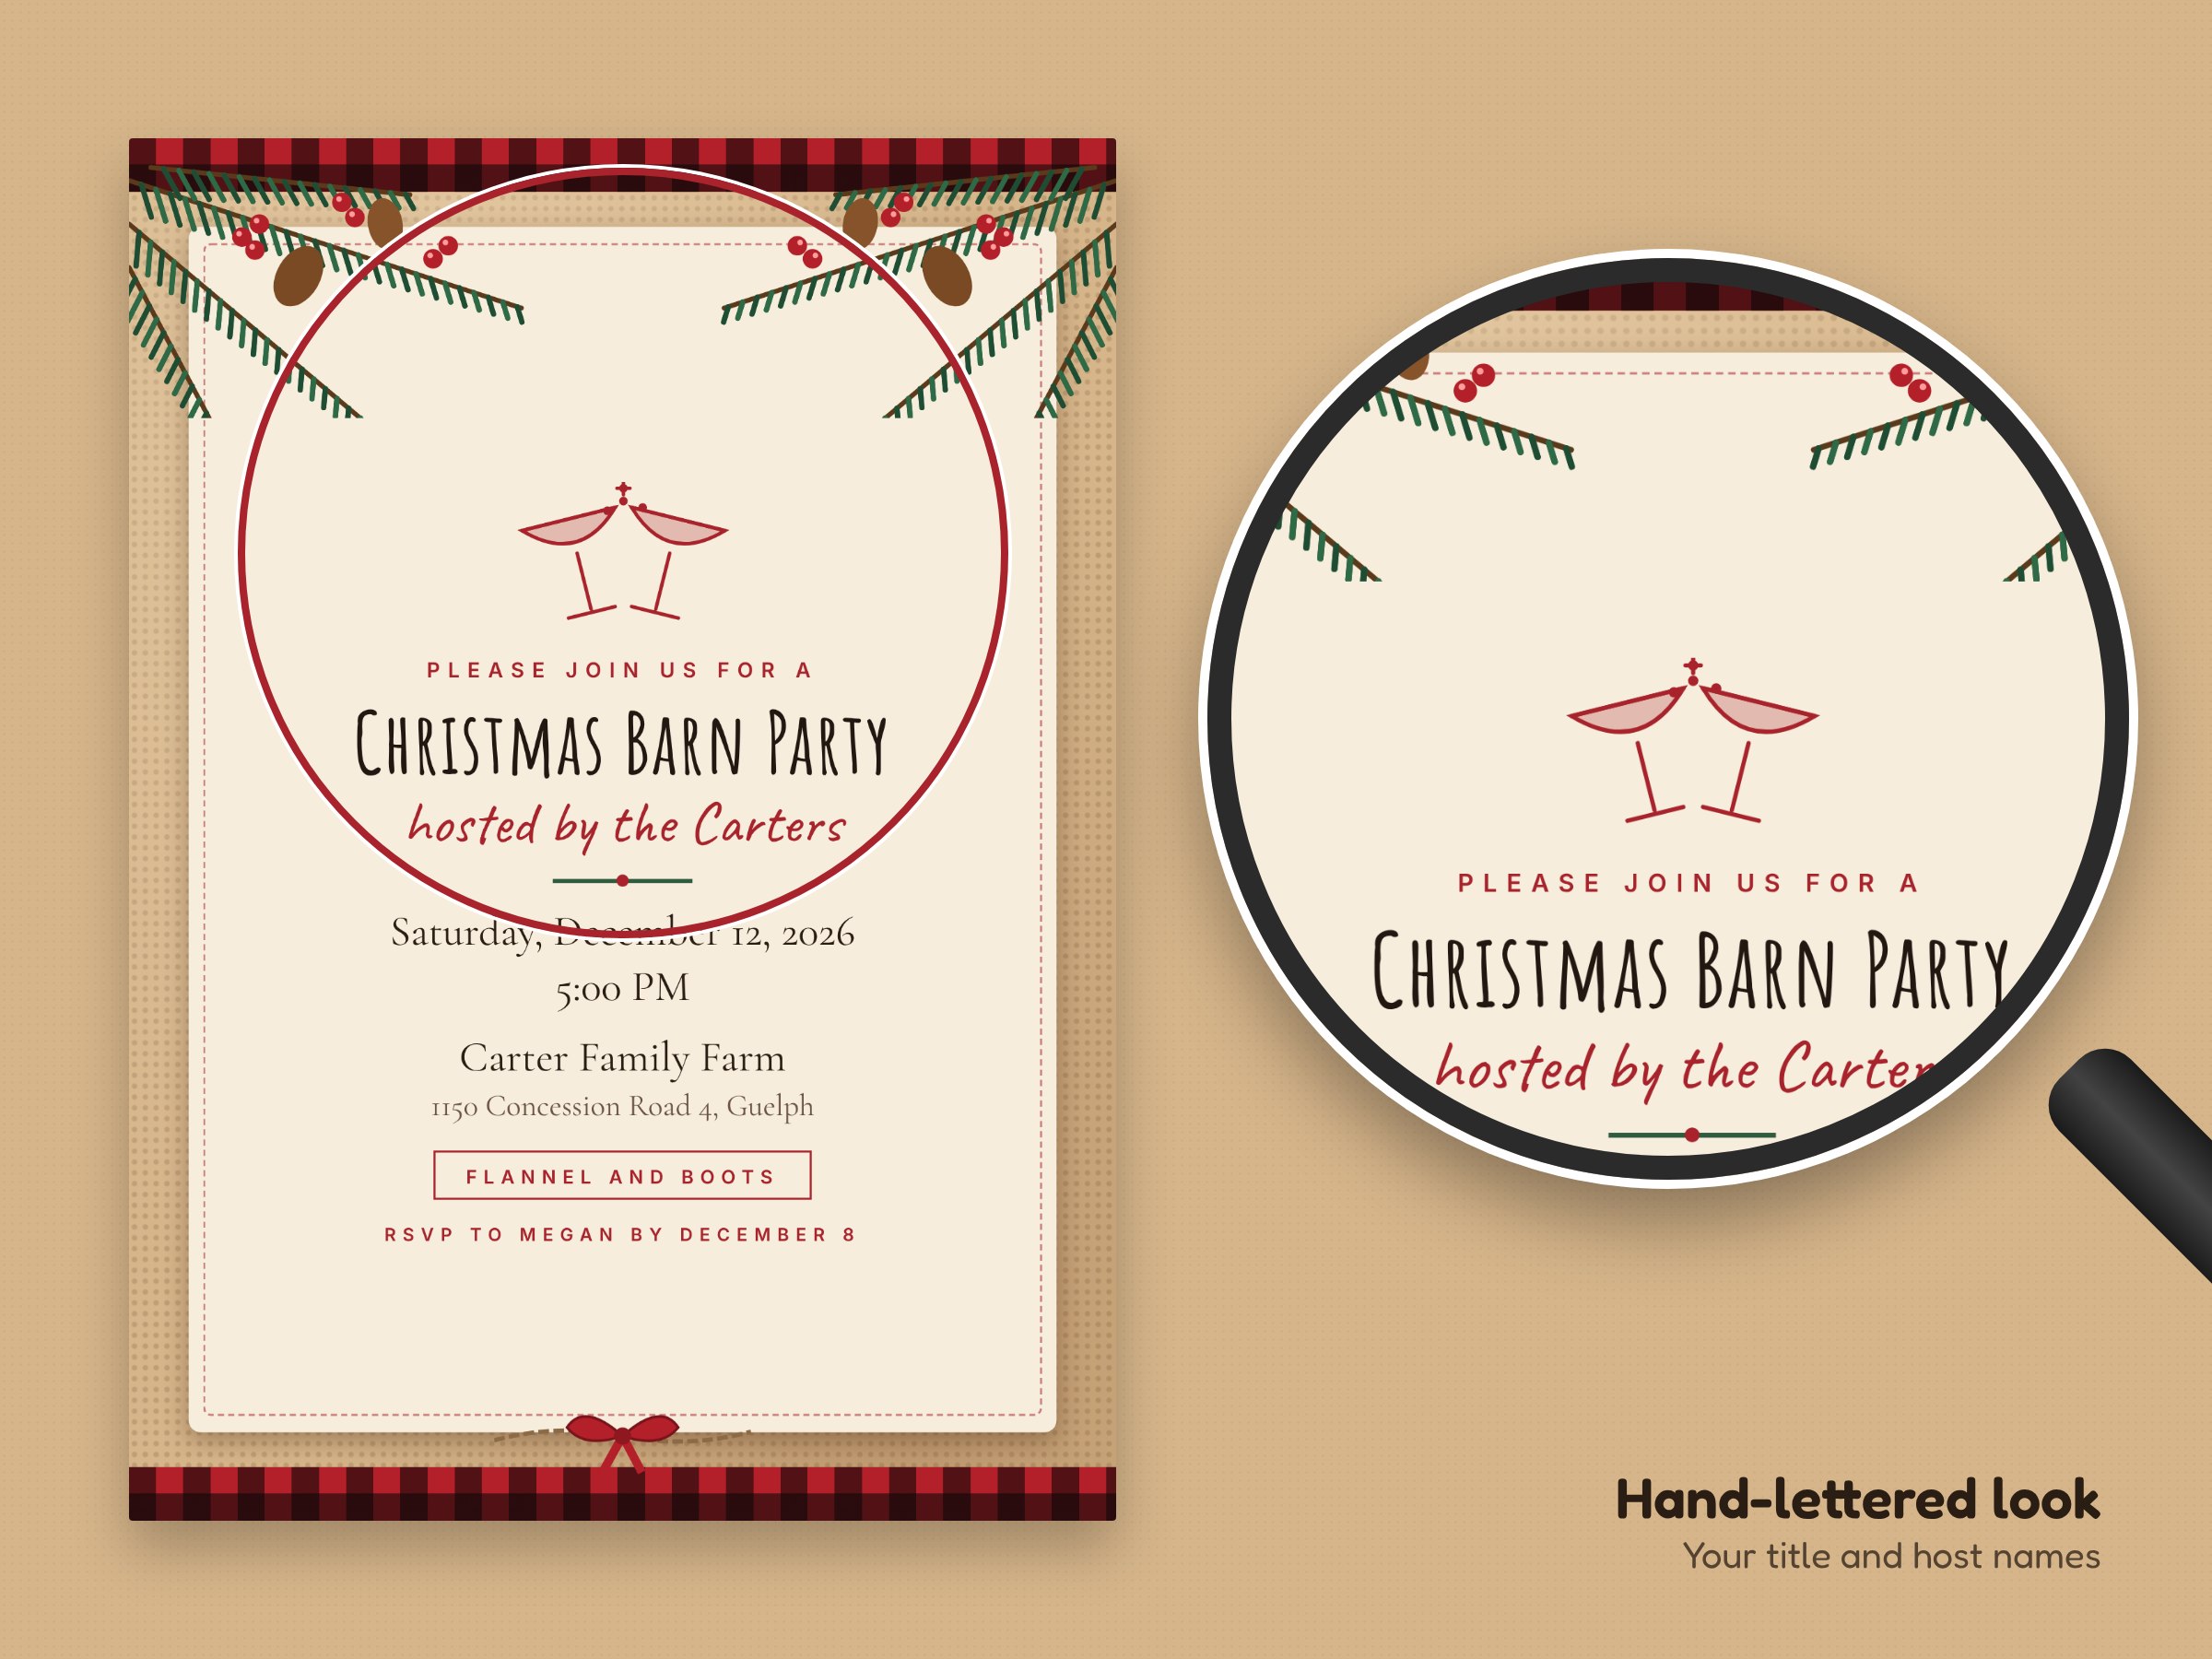 PLEASE JOIN US FOR A
CHRISTMAS BARN PARTY
hosted by the Carters
Saturday, December 12, 2026
5:00 PM
Carter Family Farm
1150 Concession Road 4, Guelph
FLANNEL AND BOOTS
RSVP TO MEGAN BY DECEMBER 8
PLEASE JOIN US FOR A
CHRISTMAS BARN PARTY
hosted by the Carter
Hand-lettered look
Your title and host names